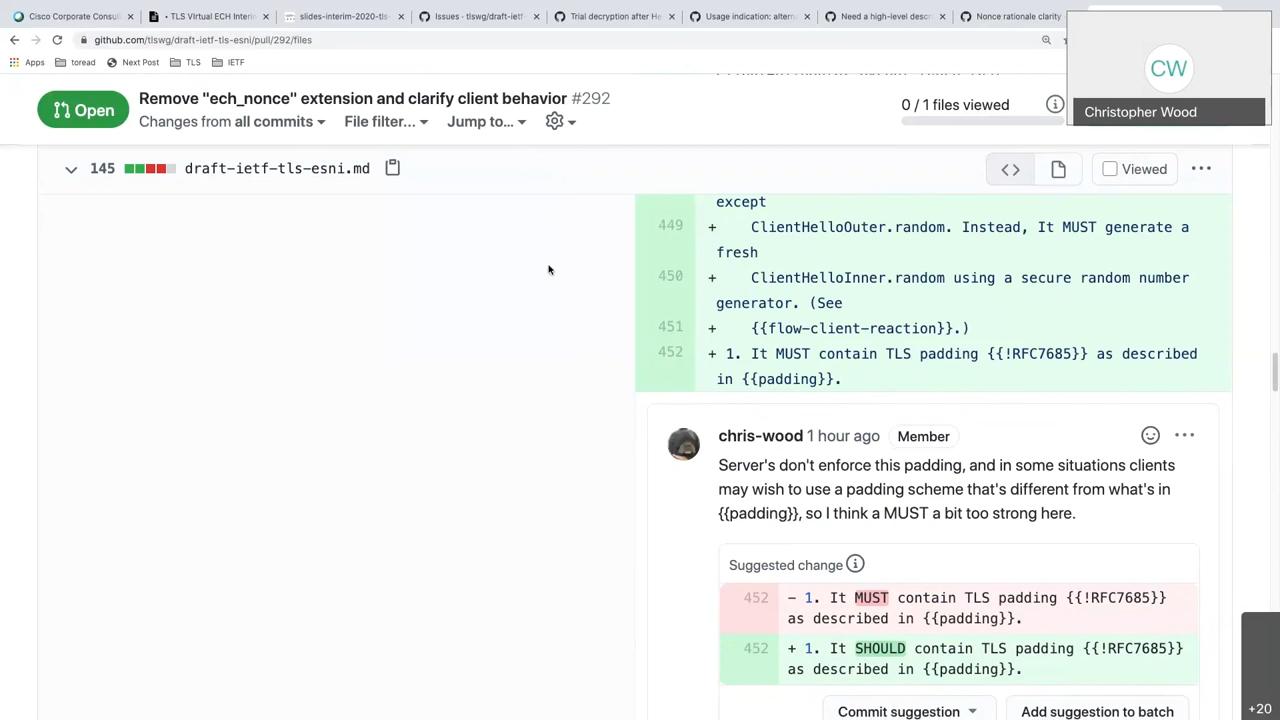 Cisco Corporate Consul
• TLS Virtual ECH Interim
slides-interim-2020-tls-
Issues · tlswg/draft-ietf-
Trial decryption after He
Usage indication: altern
Need a high-level descr
Nonce rationale clarity
github.com/tlswg/draft-ietf-tls-esni/pull/292/files
Apps
toread
Next Post
TLS
IETF
CW
Christopher Wood
Open
Remove "ech_nonce" extension and clarify client behavior #292
Changes from all commits
File filter...
Jump to...
0 / 1 files viewed
145
draft-ietf-tls-esni.md
Viewed
except
449 + ClientHelloOuter.random. Instead, It MUST generate a
fresh
450 + ClientHelloInner.random using a secure random number
generator. (See
451 + {{flow-client-reaction}}.)
452 + 1. It MUST contain TLS padding {{!RFC7685}} as described
in {{padding}}.
chris-wood 1 hour ago Member
Server's don't enforce this padding, and in some situations clients
may wish to use a padding scheme that's different from what's in
{{padding}}, so I think a MUST a bit too strong here.
Suggested change
452 - 1. It MUST contain TLS padding {{!RFC7685}}
as described in {{padding}}.
452 + 1. It SHOULD contain TLS padding {{!RFC7685}}
as described in {{padding}}.
Commit suggestion
Add suggestion to batch
+20